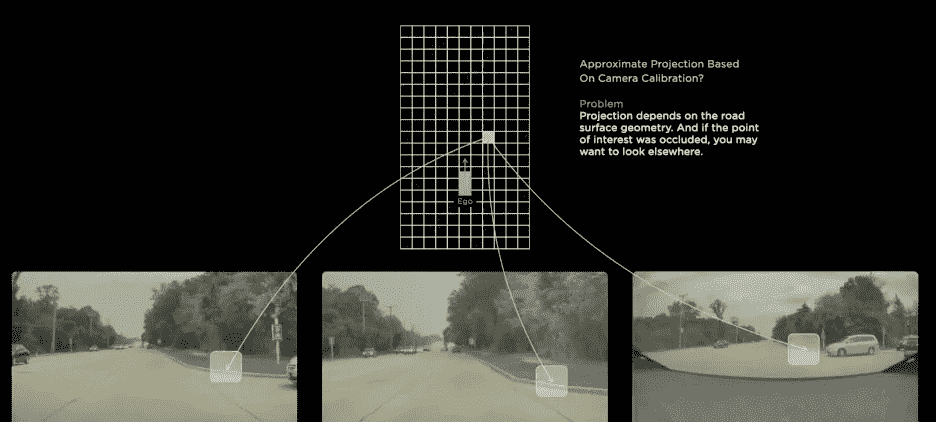 Approximate Projection Based
On Camera Calibration?
Problem
Projection depends on the road
surface geometry. And if the point
of interest was occluded, you may
want to look elsewhere.
Ego